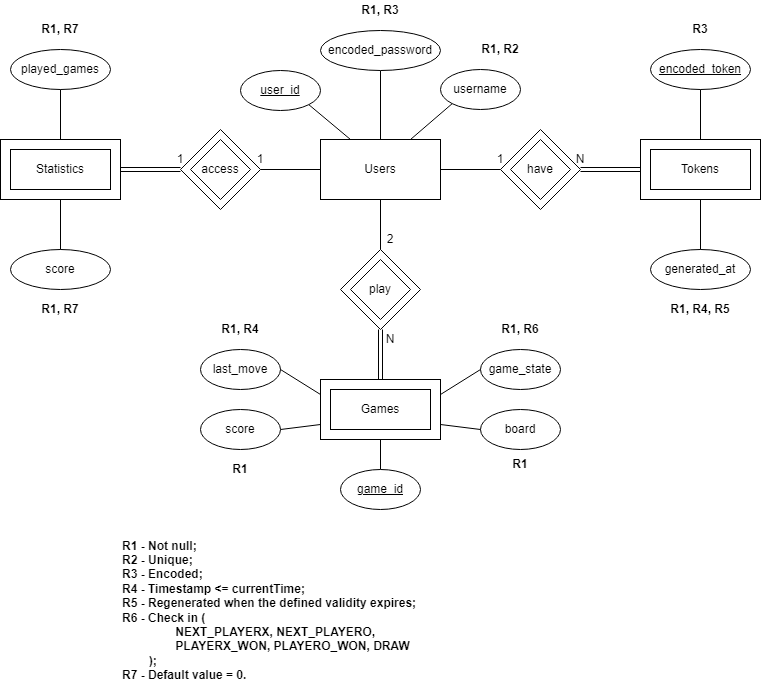 R1, R3
R1, R7
R3
R1, R2
encoded_password
played_games
encoded_token
user_id
username
1
1
1
N
Statistics
access
Users
have
Tokens
2
score
generated_at
play
R1, R7
R1, R4, R5
R1, R4
R1, R6
N
last_move
game_state
Games
score
board
R1
R1
game_id
R1 - Not null;
R2 - Unique;
R3 - Encoded;
R4 - Timestamp <= currentTime;
R5 - Regenerated when the defined validity expires;
R6 - Check in (
NEXT_PLAYERX, NEXT_PLAYERO,
PLAYERX_WON, PLAYERO_WON, DRAW
);
R7 - Default value = 0.